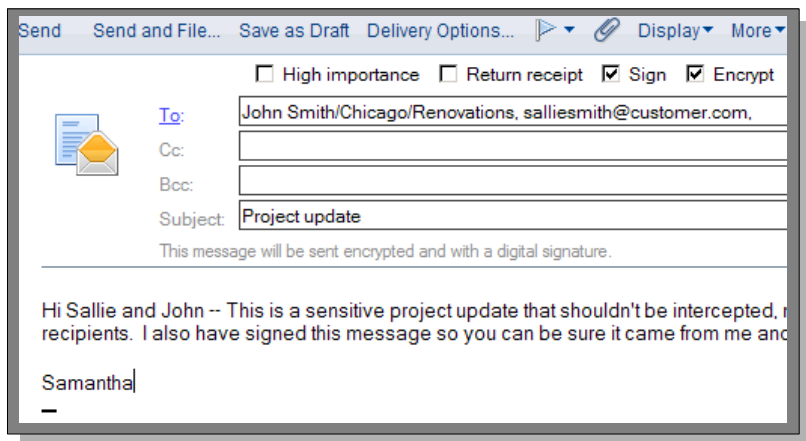 Send Send and File... Save as Draft Delivery Options... Display More
High importance Return receipt Sign Encrypt
To: John Smith/Chicago/Renovations, salliesmith@customer.com,
Cc:
Bcc:
Subject: Project update
This message will be sent encrypted and with a digital signature.
Hi Sallie and John -- This is a sensitive project update that shouldn't be intercepted,
recipients. I also have signed this message so you can be sure it came from me and
Samantha